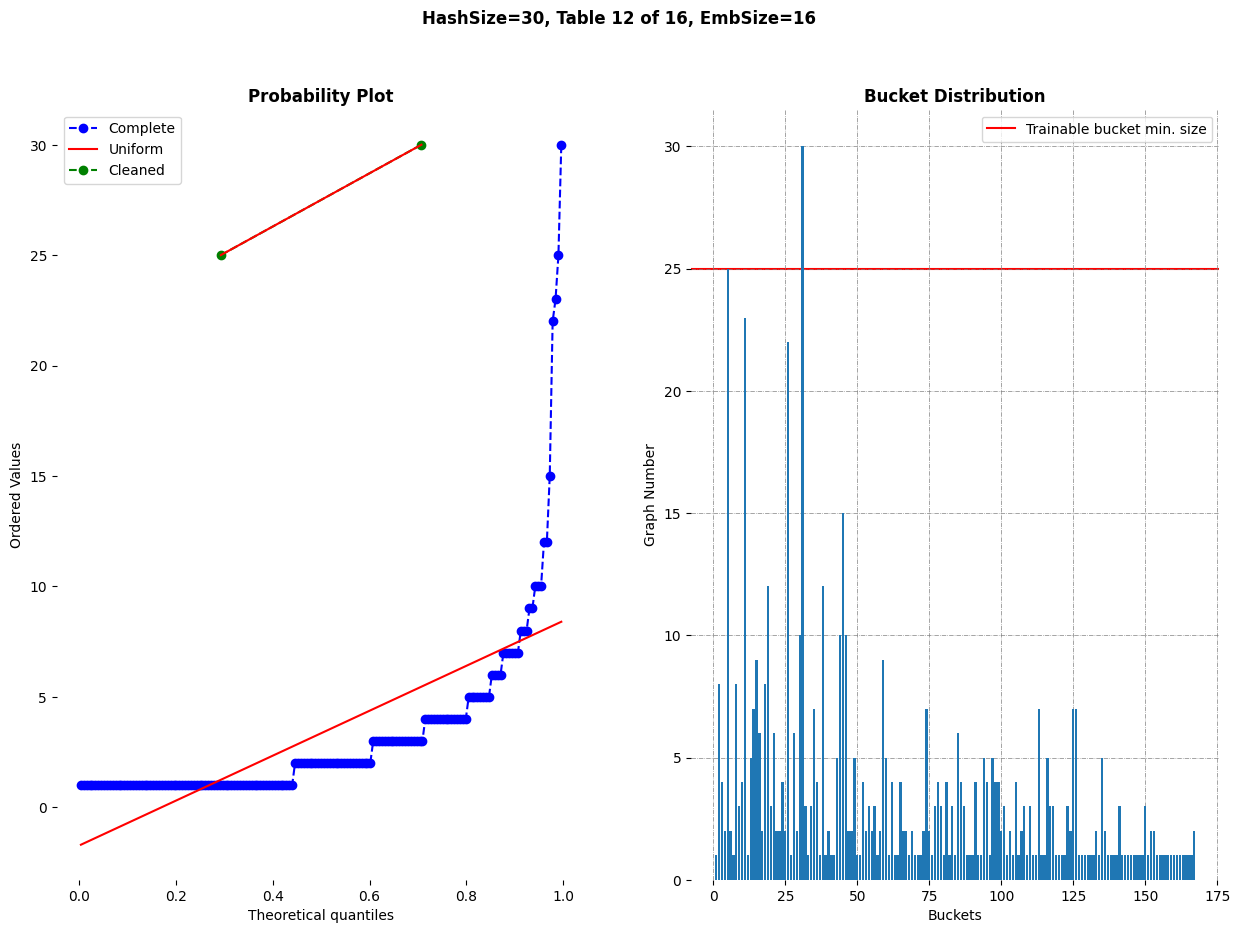 HashSize=30, Table 12 of 16, EmbSize=16
Probability Plot
Complete
Uniform
Cleaned
30
25
20
15
10
5
0
Ordered Values
0.0 0.2 0.4 0.6 0.8 1.0
Theoretical quantiles
Bucket Distribution
Trainable bucket min. size
30
25
20
15
10
5
0
Graph Number
0 25 50 75 100 125 150 175
Buckets